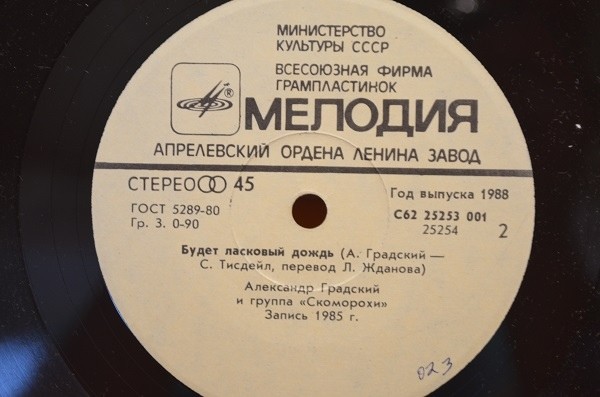 МИНИСТЕРСТВО
КУЛЬТУРЫ СССР
ВСЕСОЮЗНАЯ ФИРМА
ГРАМПЛАСТИНОК
®
МЕЛОДИЯ
АПРЕЛЕВСКИЙ ОРДЕНА ЛЕНИНА ЗАВОД
СТЕРЕО 45
Год выпуска 1988
ГОСТ 5289-80
С62 25253 001
Гр. 3. 0-90
25254 2
Будет ласковый дождь (А. Градский —
С. Тисдейл, перевод Л. Жданова)
Александр Градский
и группа «Скоморохи»
Запись 1985 г.
023